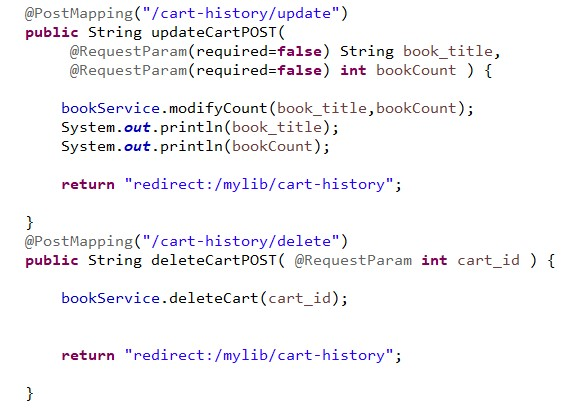 @PostMapping("/cart-history/update")
public String updateCartPOST(
@RequestParam(required=false) String book_title,
@RequestParam(required=false) int bookCount ) {
bookService.modifyCount(book_title,bookCount);
System.out.println(book_title);
System.out.println(bookCount);
return "redirect:/mylib/cart-history";
}
@PostMapping("/cart-history/delete")
public String deleteCartPOST( @RequestParam int cart_id ) {
bookService.deleteCart(cart_id);
return "redirect:/mylib/cart-history";
}